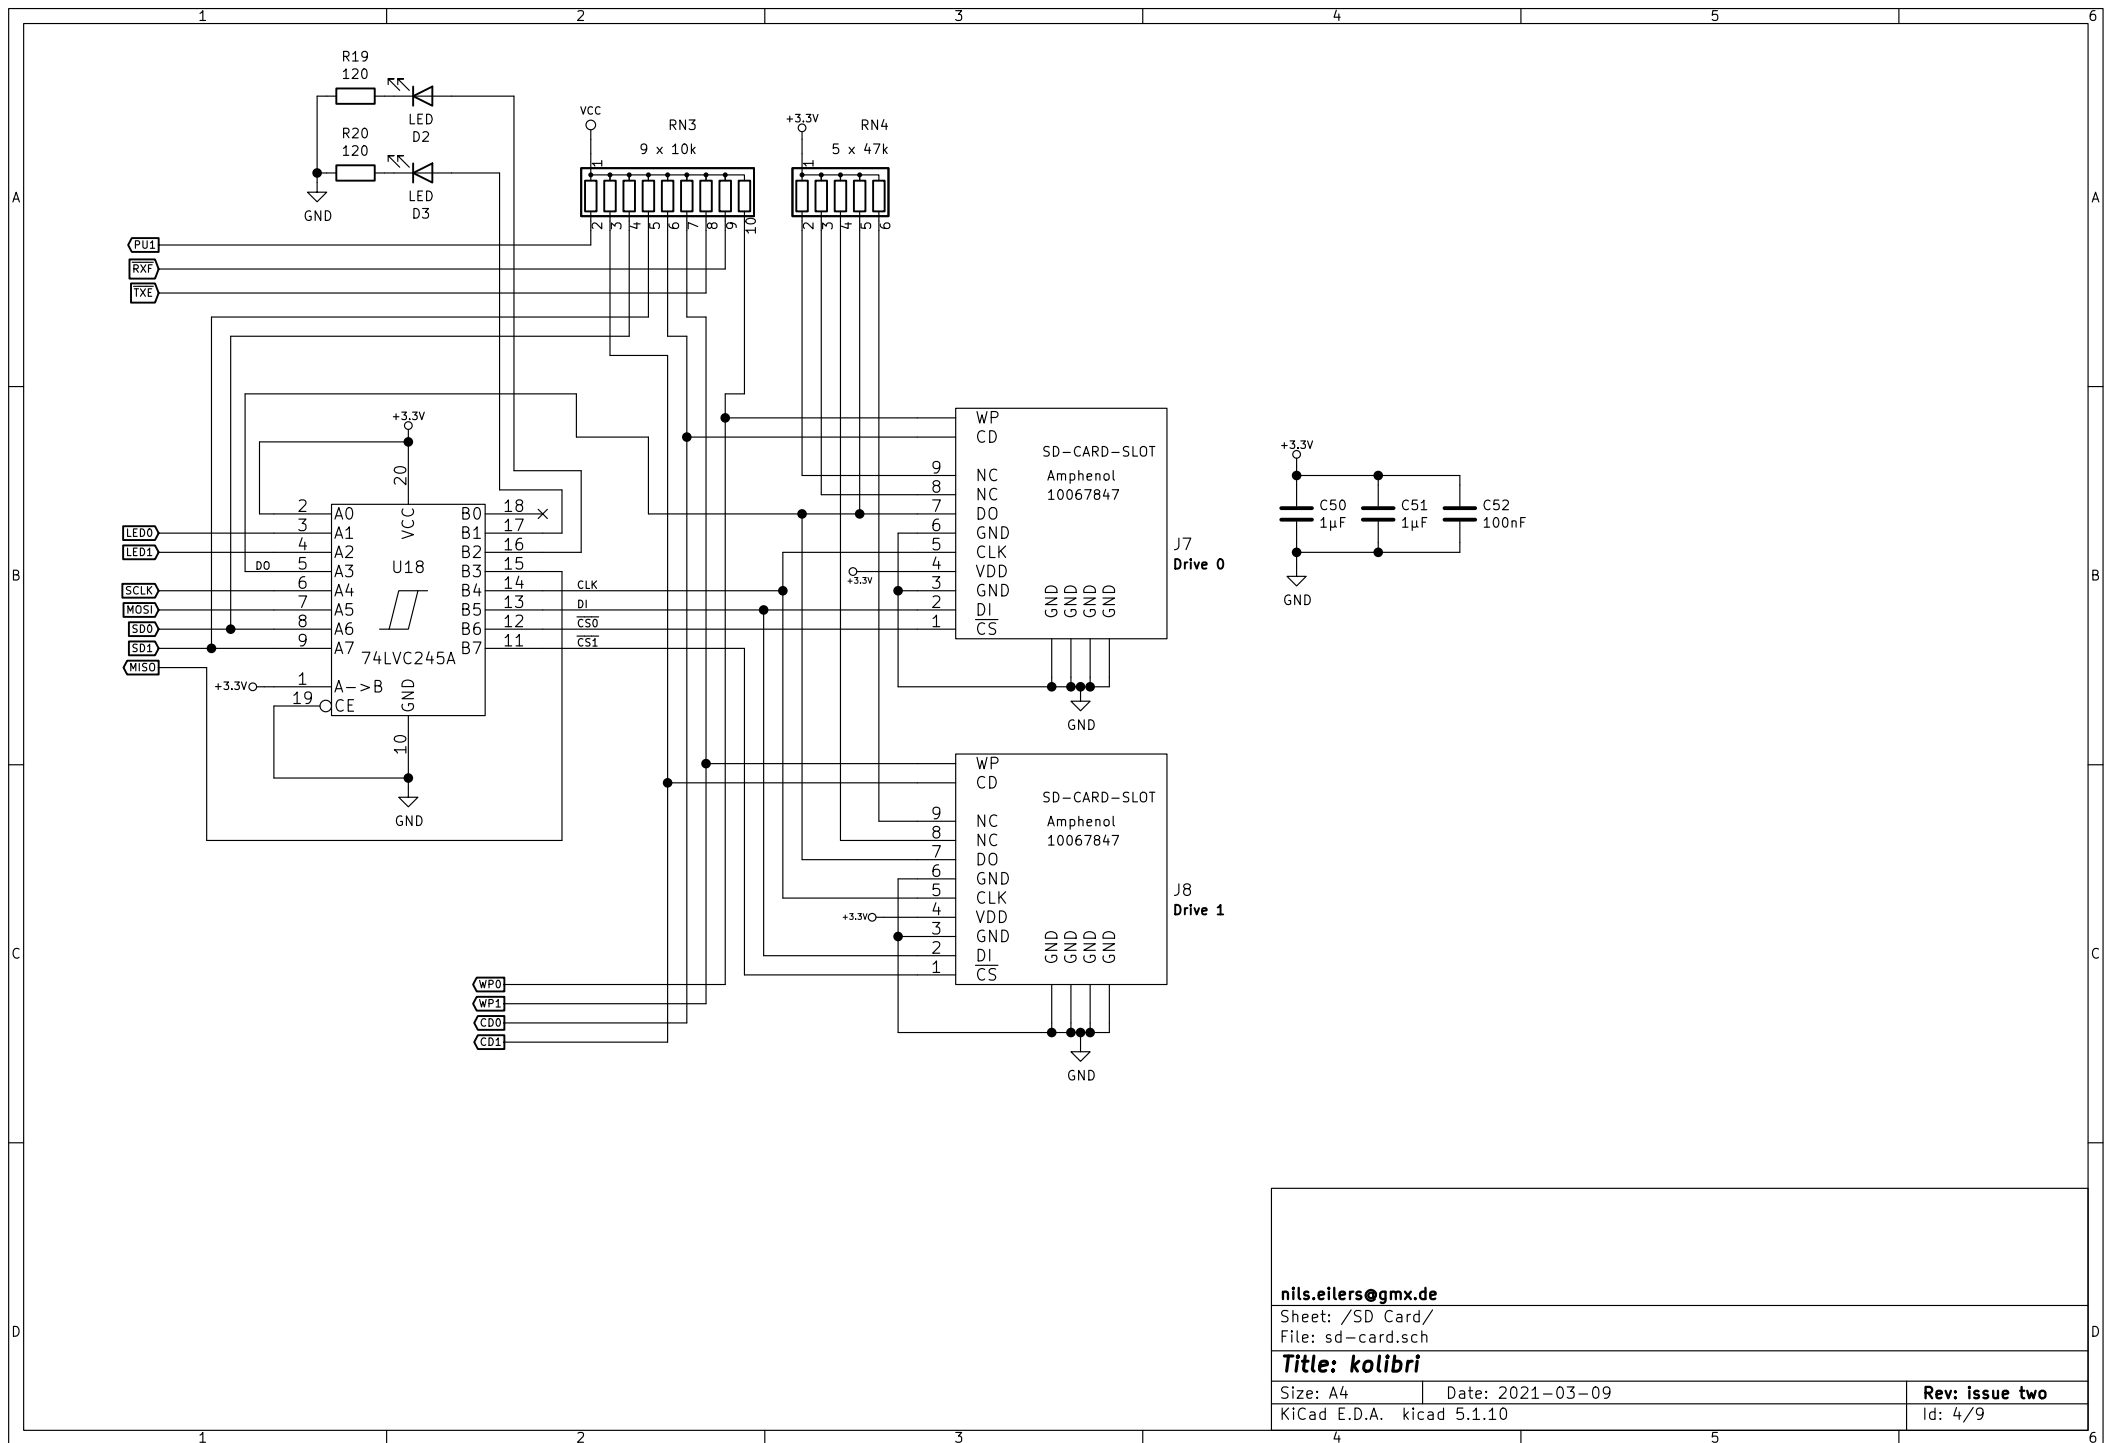 1 2 3 4 5 6
R19
120
LED
D2
R20
120
LED
D3
GND
VCC
RN3
9 x 10k
1
2 3 4 5 6 7 8 9 10
+3.3V
RN4
5 x 47k
1
2 3 4 5 6
A A
PU1
RXF
TXE
+3.3V
20
VCC
2 A0 B0 18
LED0 3 A1 B1 17
LED1 4 A2 B2 16
DO 5 A3 B3 15
U18
SCLK 6 A4 B4 14 CLK
MOSI 7 A5 B5 13 DI
SD0 8 A6 B6 12 CS0
SD1 9 A7 B7 11 CS1
MISO
74LVC245A
+3.3V 1 A->B
19 CE
GND
10
GND
WP
CD
SD-CARD-SLOT
Amphenol
10067847
9 NC
8 NC
7 DO
6 GND
5 CLK
+3.3V 4 VDD
3 GND
2 DI
1 CS
GND GND GND GND
GND
J7
Drive 0
+3.3V
C50
1µF
C51
1µF
C52
100nF
GND
B B
WP
CD
SD-CARD-SLOT
Amphenol
10067847
9 NC
8 NC
7 DO
6 GND
5 CLK
+3.3V 4 VDD
3 GND
2 DI
1 CS
GND GND GND GND
GND
J8
Drive 1
C C
WP0
WP1
CD0
CD1
D D
nils.eilers@gmx.de
Sheet: /SD Card/
File: sd-card.sch
Title: kolibri
Size: A4 Date: 2021-03-09 Rev: issue two
KiCad E.D.A. kicad 5.1.10 Id: 4/9
1 2 3 4 5 6